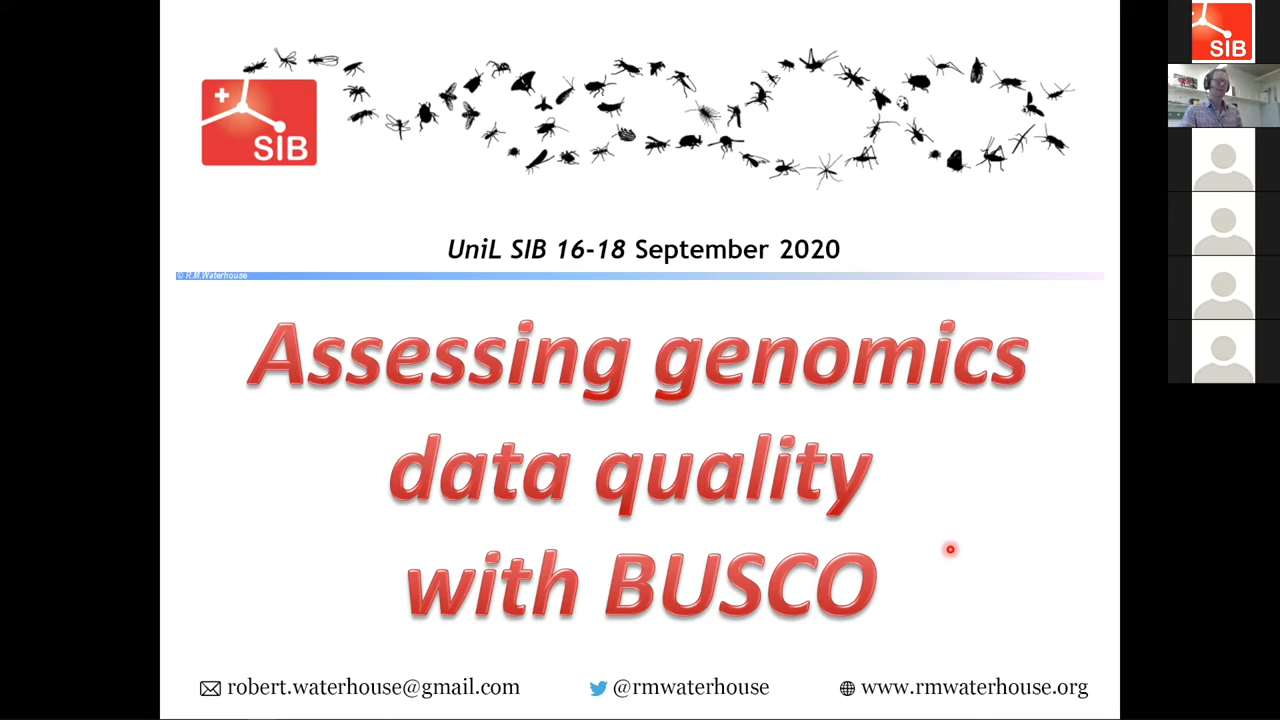 SIB
SIB
UniL SIB 16-18 September 2020
© R.M.Waterhouse
Assessing genomics
data quality
with BUSCO
robert.waterhouse@gmail.com
@rmwaterhouse
www.rmwaterhouse.org